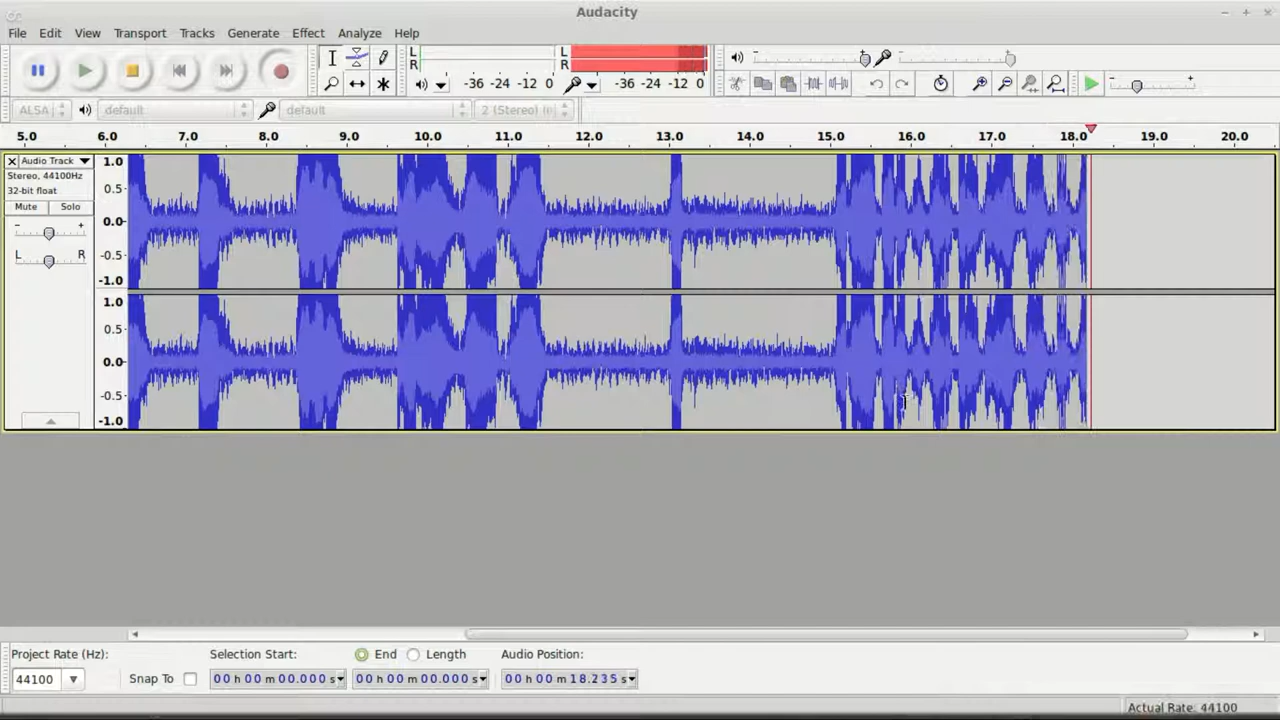 Audacity
File Edit View Transport Tracks Generate Effect Analyze Help
L
R
-36 -24 -12 0
L
R
-36 -24 -12 0
- +
- +
- +
ALSA default default 2 (Stereo) I
5.0 6.0 7.0 8.0 9.0 10.0 11.0 12.0 13.0 14.0 15.0 16.0 17.0 18.0 19.0 20.0
Audio Track
Stereo, 44100Hz
32-bit float
Mute Solo
- +
L R
1.0
0.5
0.0
-0.5
-1.0
1.0
0.5
0.0
-0.5
-1.0
Project Rate (Hz): Selection Start: End Length Audio Position:
44100 Snap To 00 h 00 m 00.000 s 00 h 00 m 00.000 s 00 h 00 m 18.235 s
Actual Rate: 44100